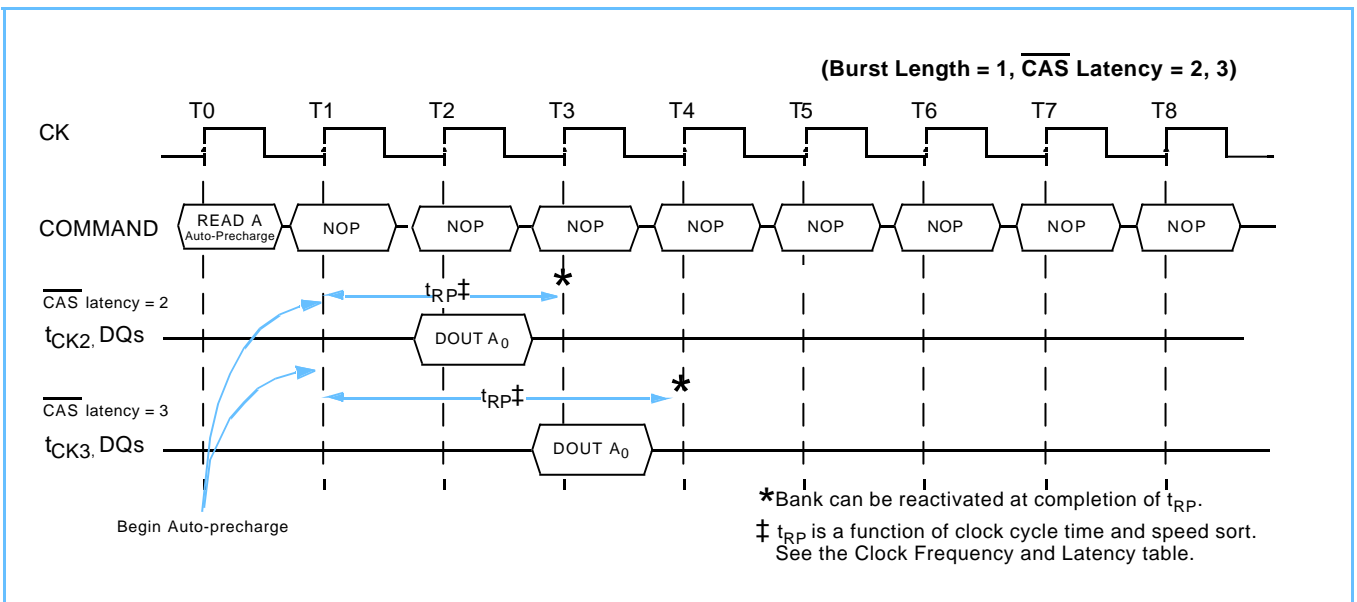 (Burst Length = 1, CAS Latency = 2, 3)
T0 T1 T2 T3 T4 T5 T6 T7 T8
CK
COMMAND
READ A
Auto-Precharge
NOP NOP NOP NOP NOP NOP NOP NOP
*
CAS latency = 2
tRP‡
tCK2, DQs
DOUT A0
*
CAS latency = 3
tRP‡
tCK3, DQs
DOUT A0
*Bank can be reactivated at completion of tRP.
Begin Auto-precharge
‡ tRP is a function of clock cycle time and speed sort.
See the Clock Frequency and Latency table.